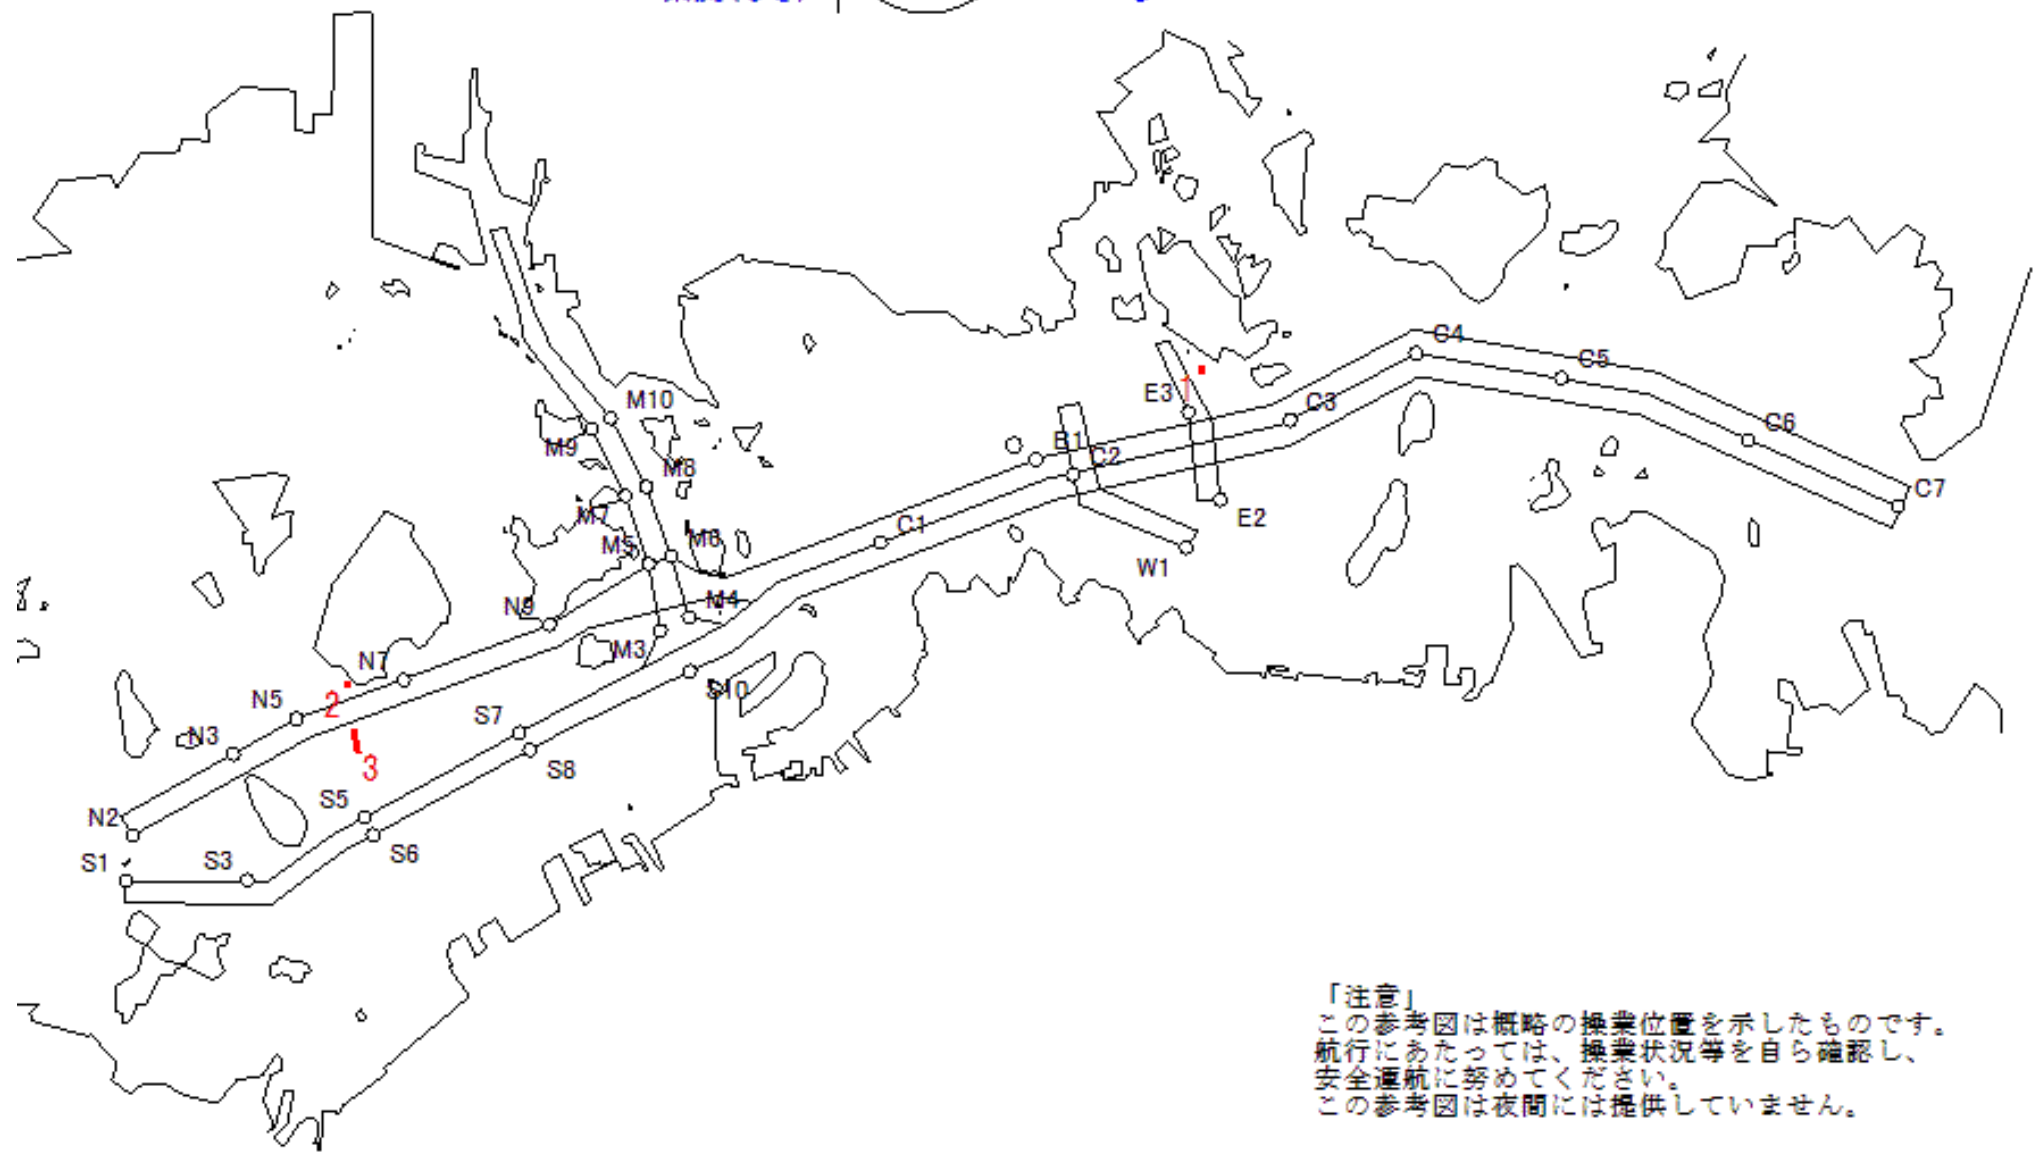 C4
C5
E3
1
C3
M10
C6
B1
M9
C2
M8
C7
M7
E2
C1
M5
M6
W1
N9
M4
M3
N7
S10
N5
2
S7
N3
3
S8
S5
N2
S6
S1
S3
「注意」
この参考図は概略の操業位置を示したものです。
航行にあたっては、操業状況等を自ら確認し、
安全運航に努めてください。
この参考図は夜間には提供していません。